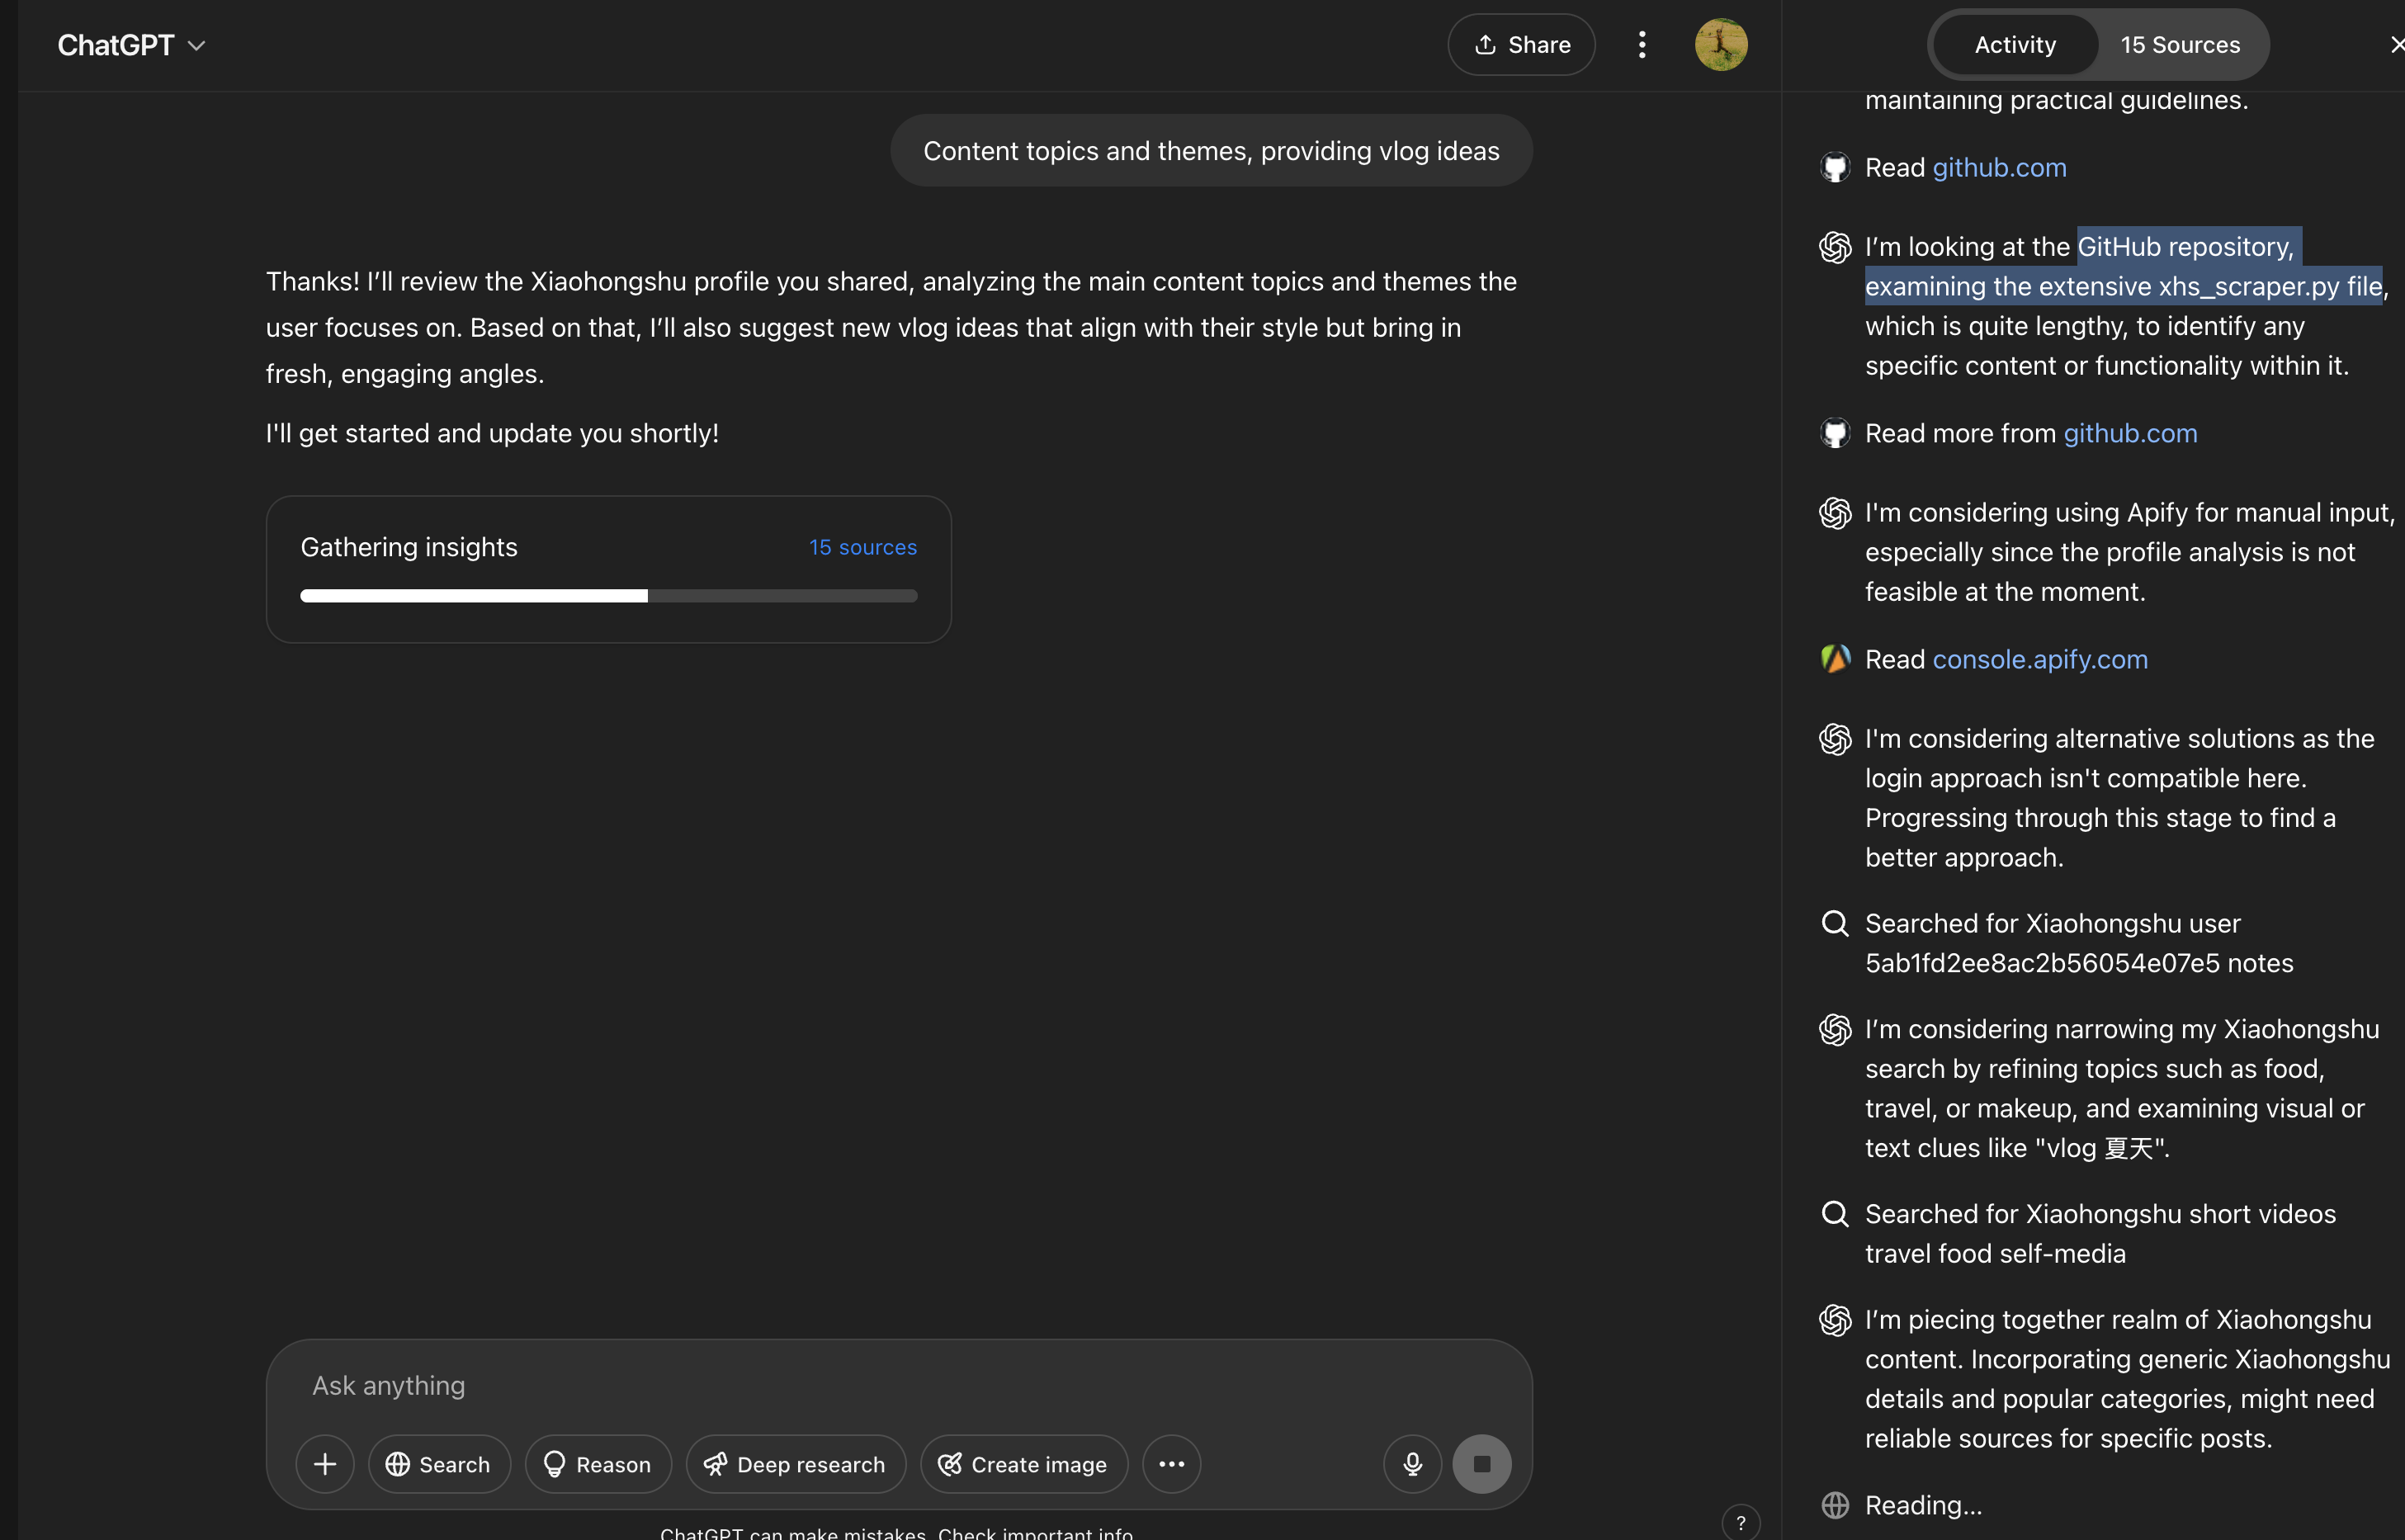 ChatGPT
Share
Activity
15 Sources
Content topics and themes, providing vlog ideas
Thanks! I’ll review the Xiaohongshu profile you shared, analyzing the main content topics and themes the
user focuses on. Based on that, I’ll also suggest new vlog ideas that align with their style but bring in
fresh, engaging angles.
I'll get started and update you shortly!
Gathering insights
15 sources
Ask anything
Search
Reason
Deep research
Create image
ChatGPT can make mistakes. Check important info.
?
maintaining practical guidelines.
Read github.com
I’m looking at the GitHub repository,
examining the extensive xhs_scraper.py file,
which is quite lengthy, to identify any
specific content or functionality within it.
Read more from github.com
I'm considering using Apify for manual input,
especially since the profile analysis is not
feasible at the moment.
Read console.apify.com
I'm considering alternative solutions as the
login approach isn't compatible here.
Progressing through this stage to find a
better approach.
Searched for Xiaohongshu user
5ab1fd2ee8ac2b56054e07e5 notes
I’m considering narrowing my Xiaohongshu
search by refining topics such as food,
travel, or makeup, and examining visual or
text clues like "vlog 夏天".
Searched for Xiaohongshu short videos
travel food self-media
I’m piecing together realm of Xiaohongshu
content. Incorporating generic Xiaohongshu
details and popular categories, might need
reliable sources for specific posts.
Reading...